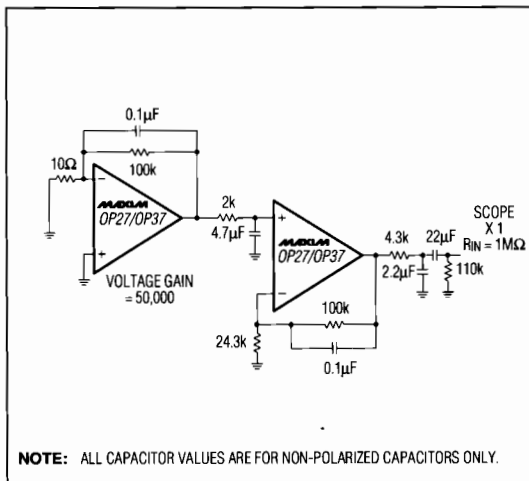 0.1µF
100k
10Ω
−
+
MAXIM
OP27/OP37
VOLTAGE GAIN
= 50,000
2k
4.7µF
+
−
MAXIM
OP27/OP37
4.3k
22µF
2.2µF
110k
SCOPE
X 1
RIN = 1MΩ
100k
24.3k
0.1µF
NOTE: ALL CAPACITOR VALUES ARE FOR NON-POLARIZED CAPACITORS ONLY.